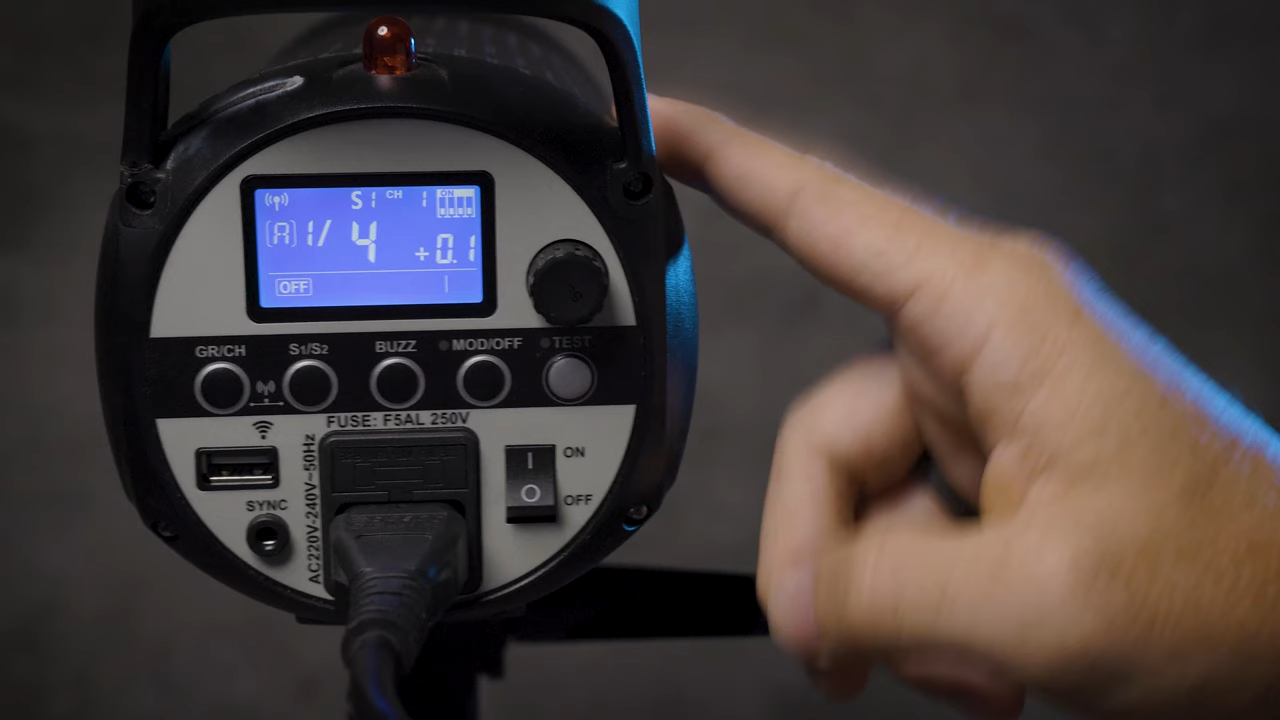 S1 CH 1 ON
[A] 1/4 +0.1
OFF
GR/CH S1/S2 BUZZ MOD/OFF TEST
FUSE: F5AL 250V
AC220V-240V~50Hz
SYNC
ON
I
O
OFF